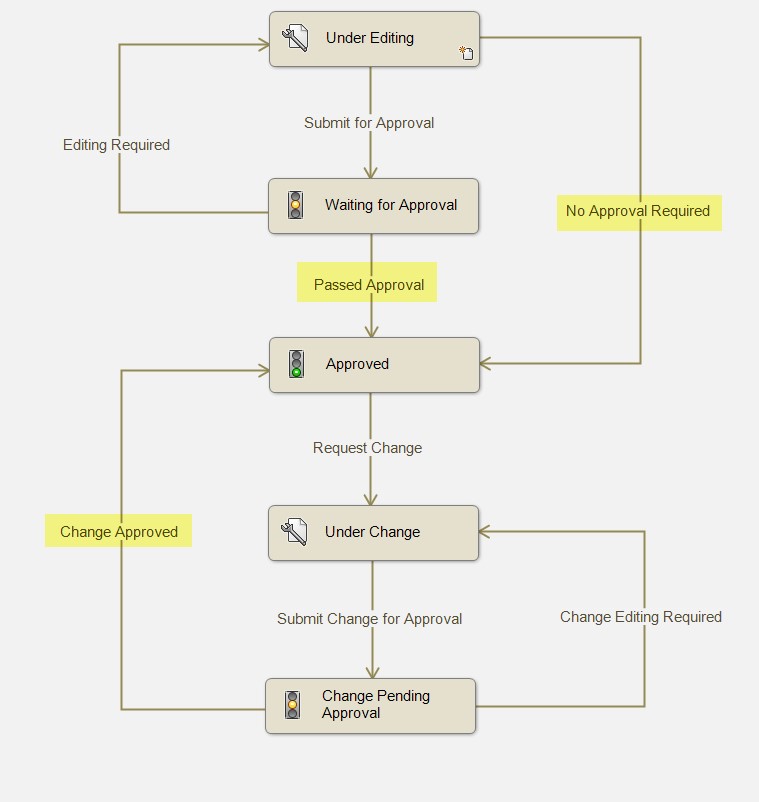 Under Editing
Submit for Approval
Editing Required
Waiting for Approval
No Approval Required
Passed Approval
Approved
Request Change
Change Approved
Under Change
Submit Change for Approval
Change Editing Required
Change Pending
Approval